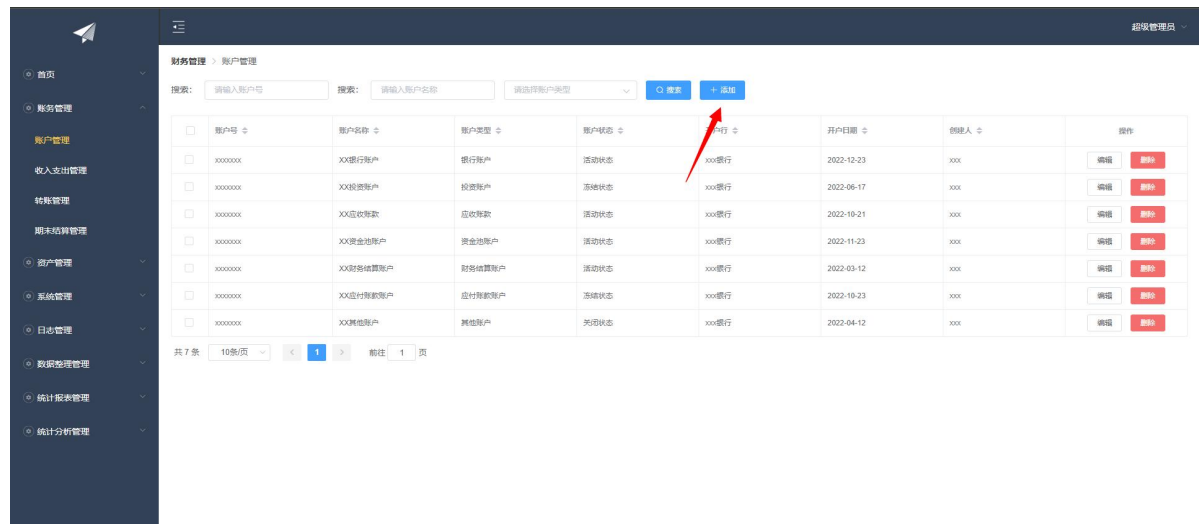 超级管理员
财务管理 > 账户管理
首页
账务管理
账户管理
收入支出管理
转账管理
期末结算管理
资产管理
系统管理
日志管理
数据整理管理
统计报表管理
统计分析管理
搜索: 请输入账户号 搜索: 请输入账户名称 请选择账户类型 搜索 + 添加
账户号 账户名称 账户类型 账户状态 户行 开户日期 创建人 操作
xxxxxxx XX银行账户 银行账户 活动状态 xxx银行 2022-12-23 xxx 编辑 删除
xxxxxxx XX投资账户 投资账户 冻结状态 xxx银行 2022-06-17 xxx 编辑 删除
xxxxxxx XX应收账款 应收账款 活动状态 xxx银行 2022-10-21 xxx 编辑 删除
xxxxxxx XX资金池账户 资金池账户 活动状态 xxx银行 2022-11-23 xxx 编辑 删除
xxxxxxx XX财务结算账户 财务结算账户 活动状态 xxx银行 2022-03-12 xxx 编辑 删除
xxxxxxx XX应付账款账户 应付账款账户 冻结状态 xxx银行 2022-10-23 xxx 编辑 删除
xxxxxxx XX其他账户 其他账户 关闭状态 xxx银行 2022-04-12 xxx 编辑 删除
共 7 条 10条/页 < 1 > 前往 1 页